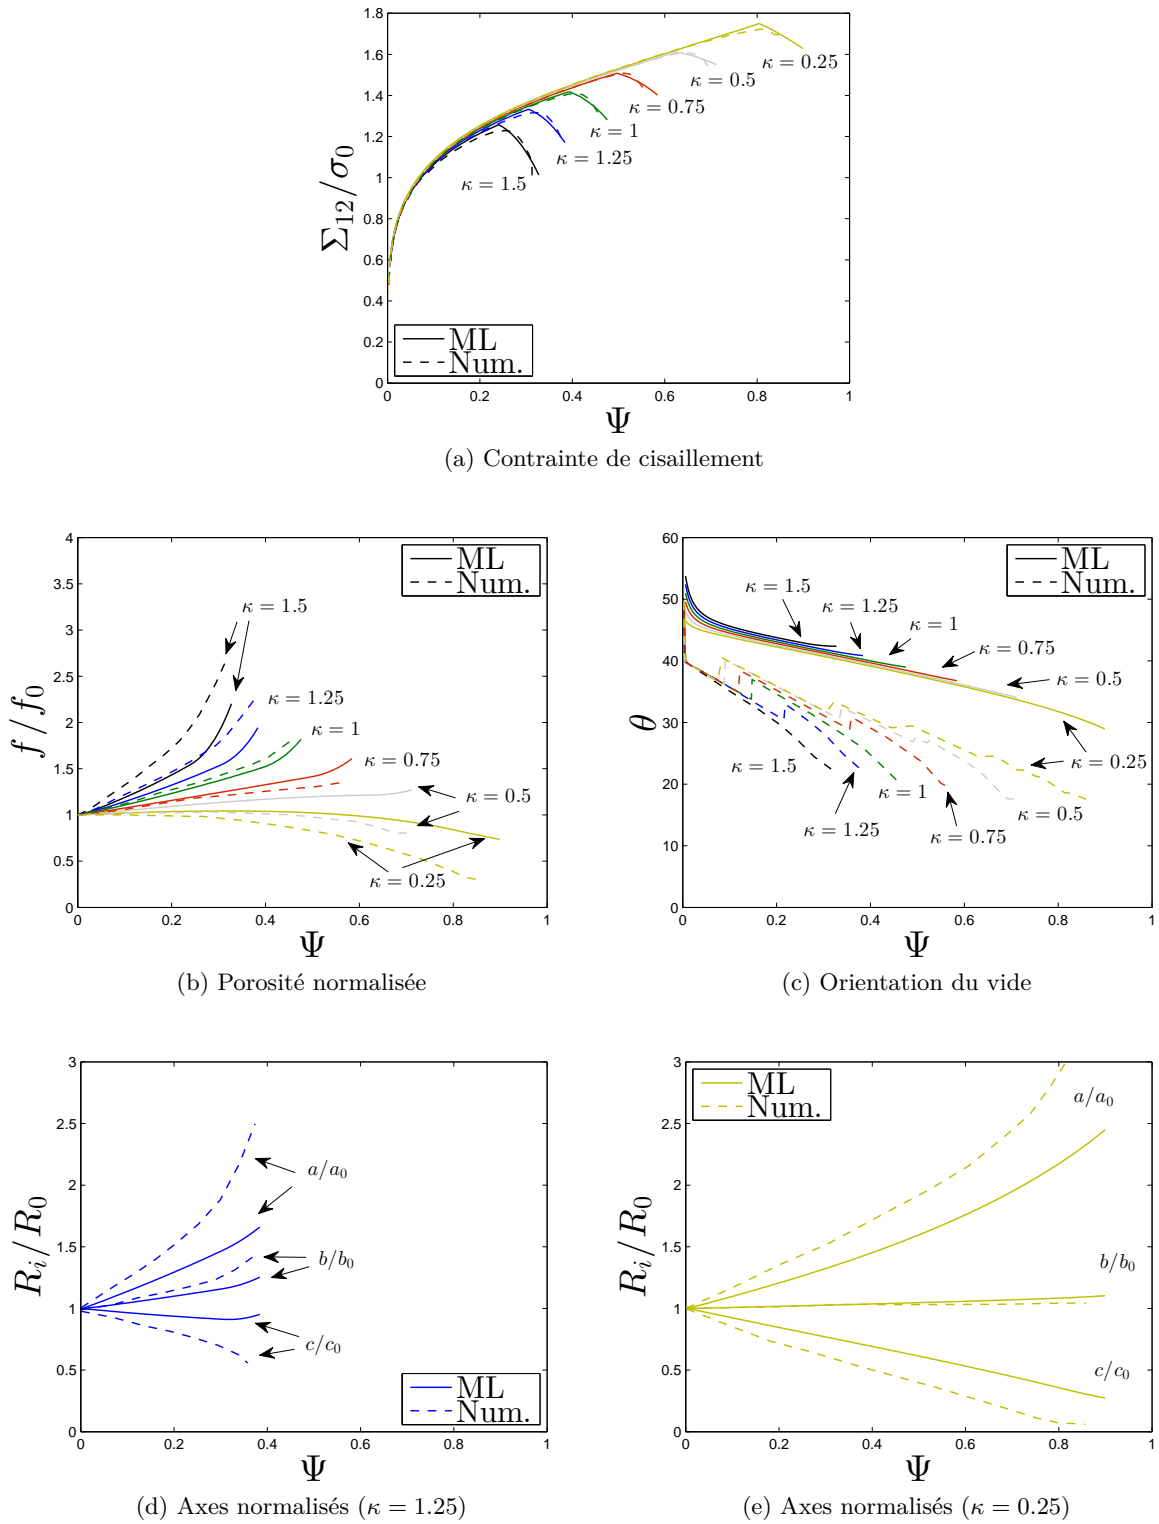 1.8
1.6
1.4
1.2
1
0.8
0.6
0.4
0.2
0
Σ12/σ0
κ = 0.25
κ = 0.5
κ = 0.75
κ = 1
κ = 1.25
κ = 1.5
ML
Num.
0 0.2 0.4 0.6 0.8 1
Ψ
(a) Contrainte de cisaillement
4
3.5
3
2.5
2
1.5
1
0.5
0
f/f0
ML
Num.
κ = 1.5
κ = 1.25
κ = 1
κ = 0.75
κ = 0.5
κ = 0.25
0 0.2 0.4 0.6 0.8 1
Ψ
(b) Porosité normalisée
60
50
40
30
20
10
0
θ
ML
Num.
κ = 1.5
κ = 1.25
κ = 1
κ = 0.75
κ = 0.5
κ = 0.25
κ = 1.5
κ = 1
κ = 1.25
κ = 0.75
κ = 0.5
0 0.2 0.4 0.6 0.8 1
Ψ
(c) Orientation du vide
3
2.5
2
1.5
1
0.5
0
Ri/R0
a/a0
b/b0
c/c0
ML
Num.
0 0.2 0.4 0.6 0.8 1
Ψ
(d) Axes normalisés (κ = 1.25)
3
2.5
2
1.5
1
0.5
0
Ri/R0
ML
Num.
a/a0
b/b0
c/c0
0 0.2 0.4 0.6 0.8 1
Ψ
(e) Axes normalisés (κ = 0.25)